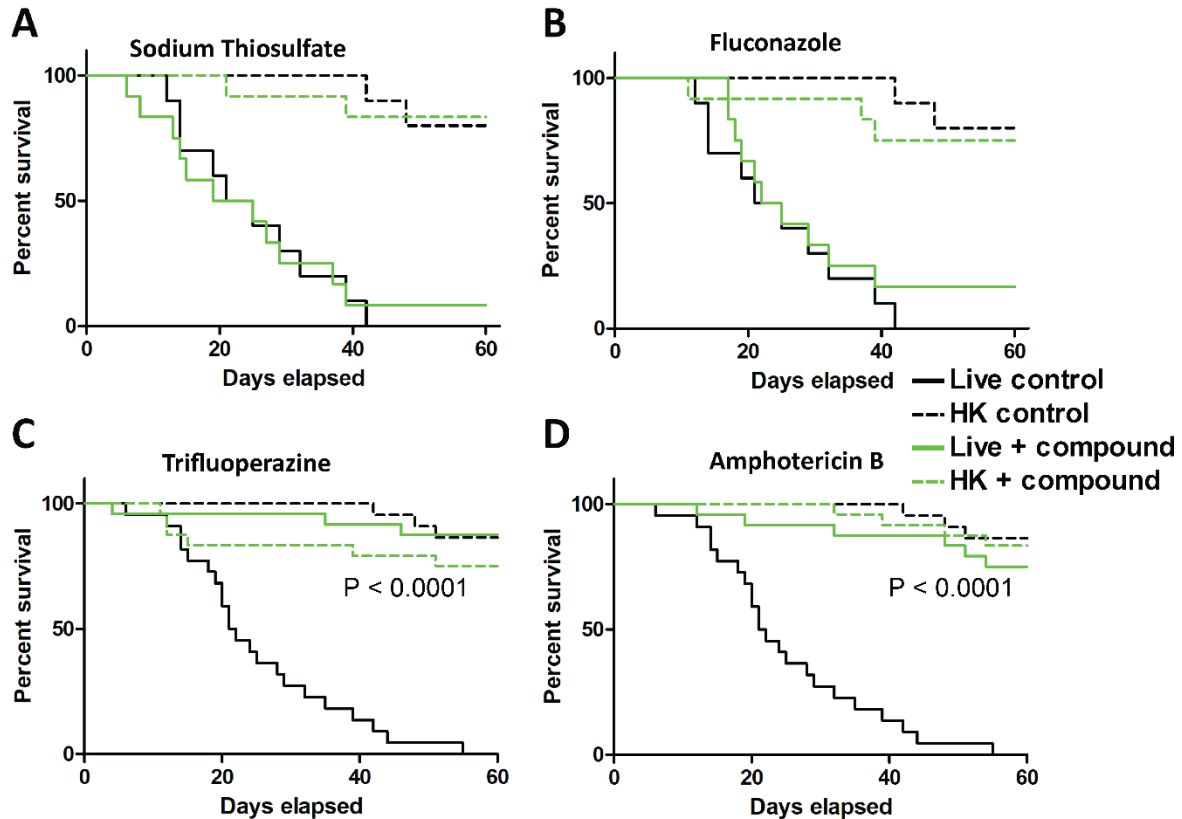 A
Sodium Thiosulfate
Percent survival
100
50
0
0 20 40 60
Days elapsed
B
Fluconazole
Percent survival
100
50
0
0 20 40 60
Days elapsed
Live control
HK control
Live + compound
HK + compound
C
Trifluoperazine
Percent survival
100
50
0
P < 0.0001
0 20 40 60
Days elapsed
D
Amphotericin B
Percent survival
100
50
0
P < 0.0001
0 20 40 60
Days elapsed